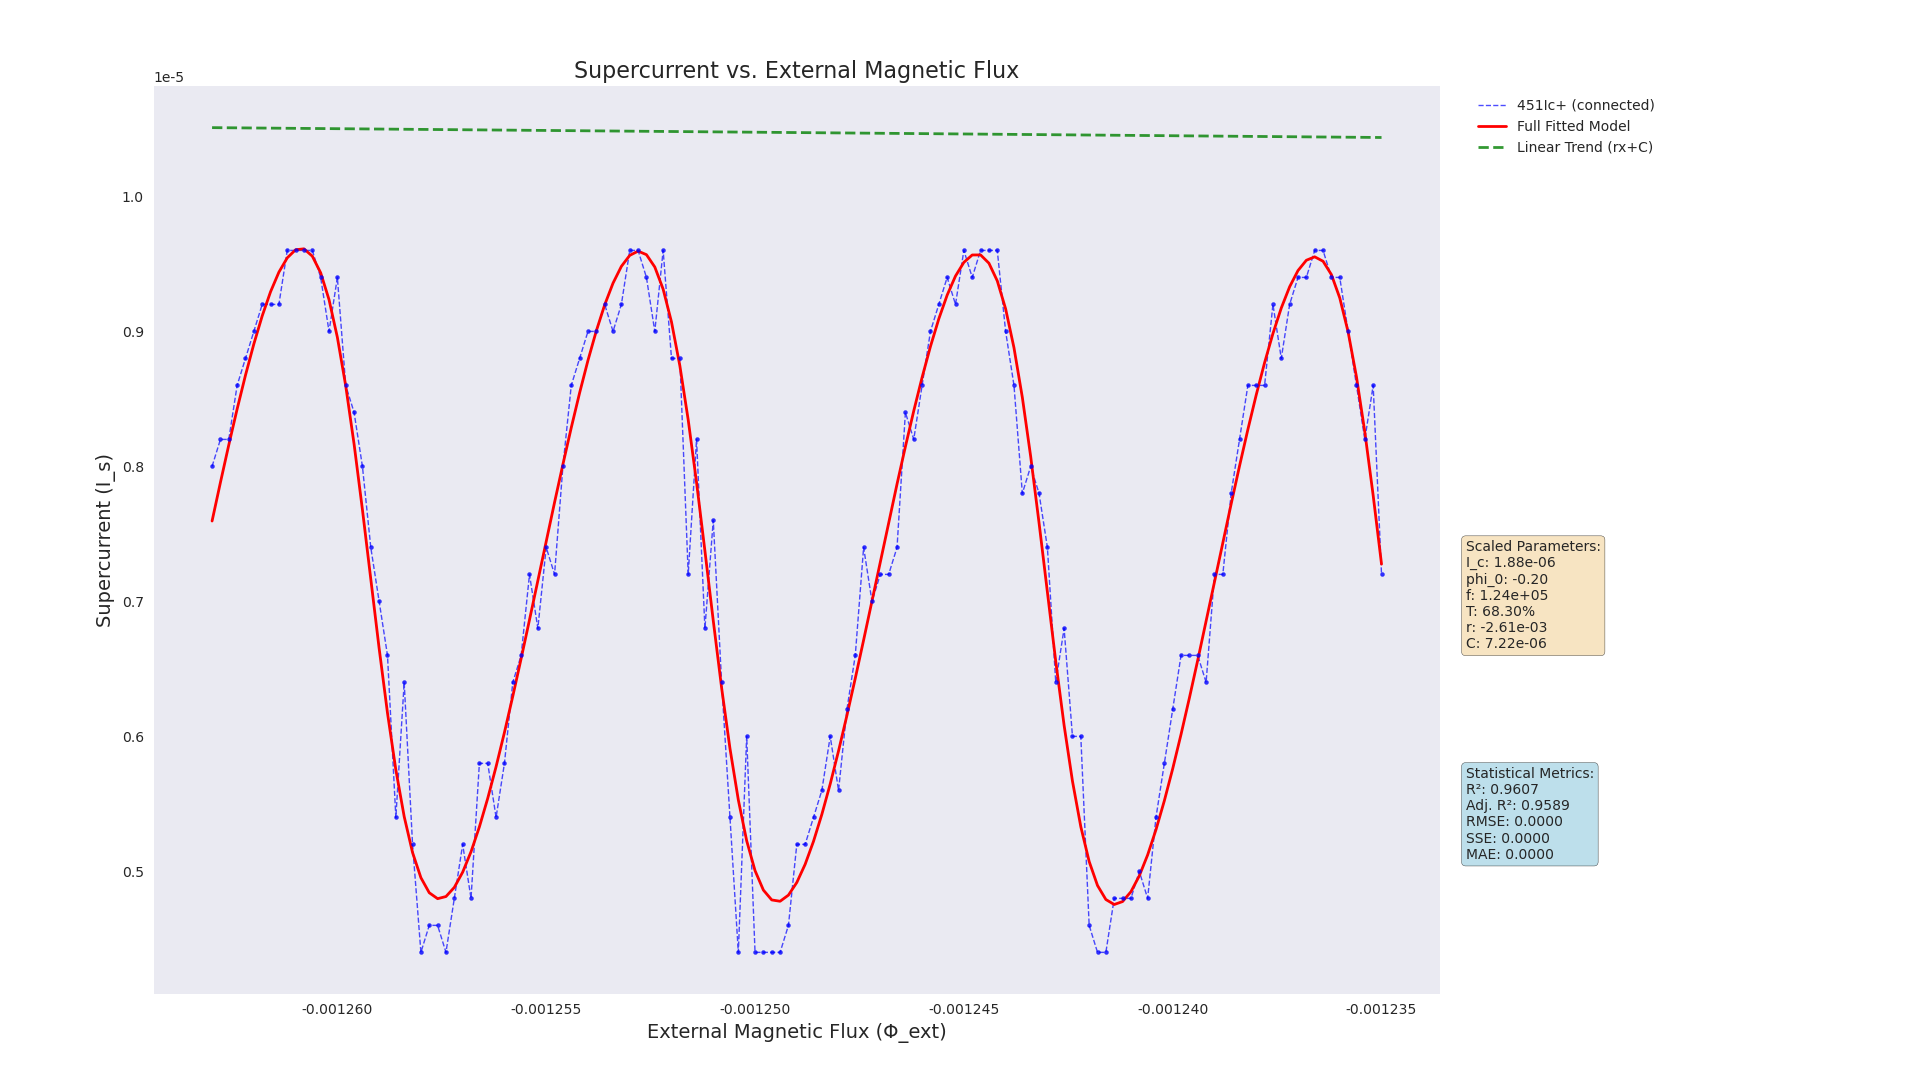 Supercurrent vs. External Magnetic Flux
1e-5
1.0
0.9
0.8
0.7
0.6
0.5
Supercurrent (I_s)
-0.001260
-0.001255
-0.001250
-0.001245
-0.001240
-0.001235
External Magnetic Flux (Φ_ext)
451Ic+ (connected)
Full Fitted Model
Linear Trend (rx+C)
Scaled Parameters:
I_c: 1.88e-06
phi_0: -0.20
f: 1.24e+05
T: 68.30%
r: -2.61e-03
C: 7.22e-06
Statistical Metrics:
R²: 0.9607
Adj. R²: 0.9589
RMSE: 0.0000
SSE: 0.0000
MAE: 0.0000